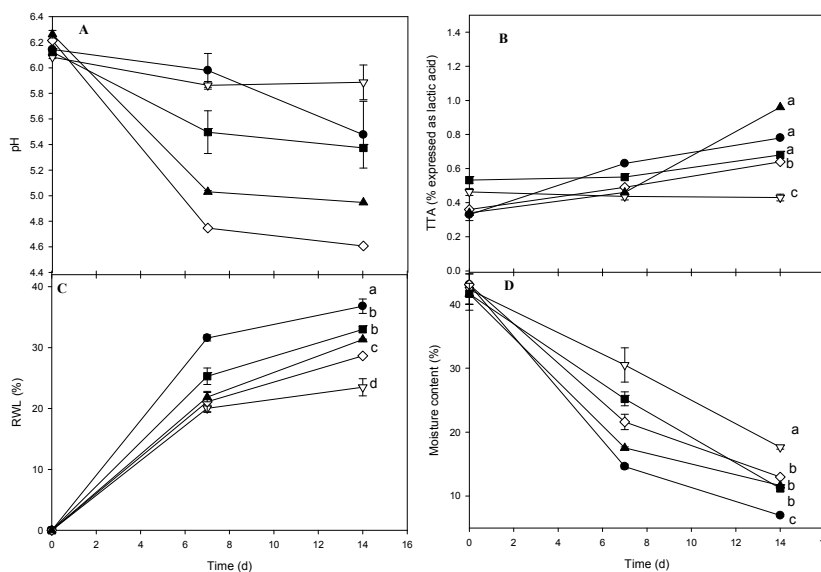 A
6.4
6.2
6.0
5.8
5.6
5.4
5.2
5.0
4.8
4.6
4.4
pH
B
1.4
1.2
1.0
0.8
0.6
0.4
0.2
0.0
TTA (% expressed as lactic acid)
a
a
a
b
c
C
40
30
20
10
0
RWL (%)
a
b
b
c
d
0 2 4 6 8 10 12 14 16
Time (d)
D
40
30
20
10
Moisture content (%)
a
b
b
b
c
0 2 4 6 8 10 12 14 16
Time (d)